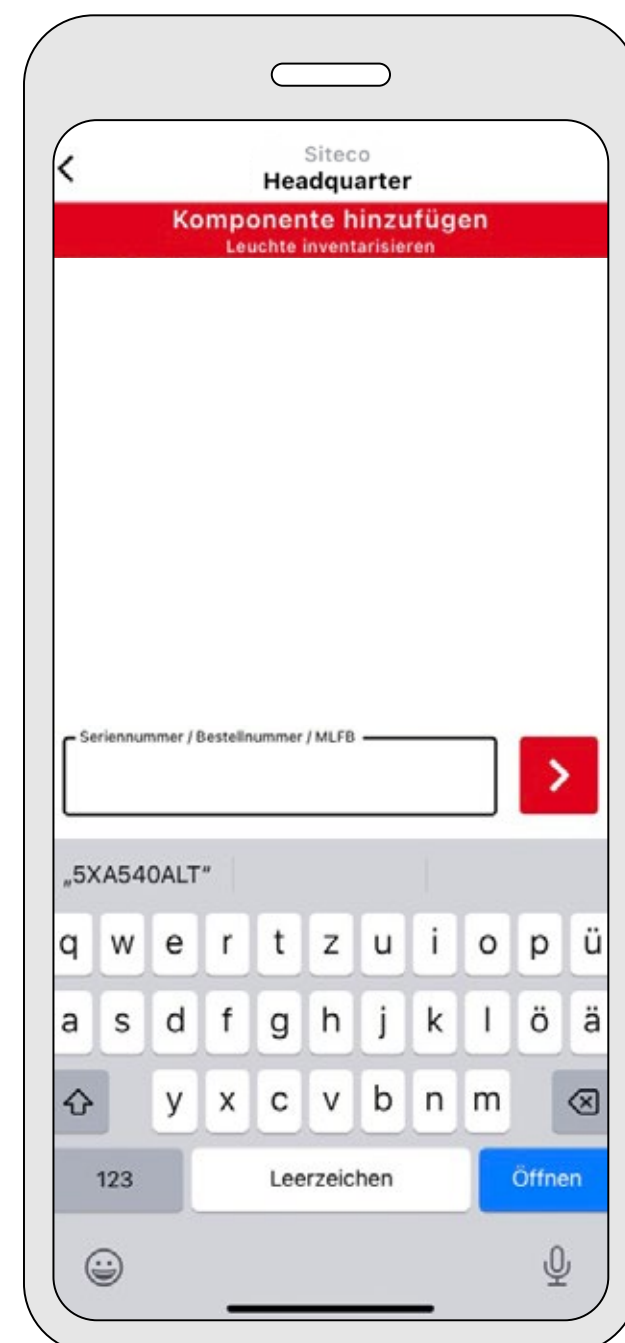 Siteco
Headquarter
Komponente hinzufügen
Leuchte inventarisieren
Seriennummer / Bestellnummer / MLFB
„5XA540ALT“
q w e r t z u i o p ü
a s d f g h j k l ö ä
y x c v b n m
123 Leerzeichen Öffnen